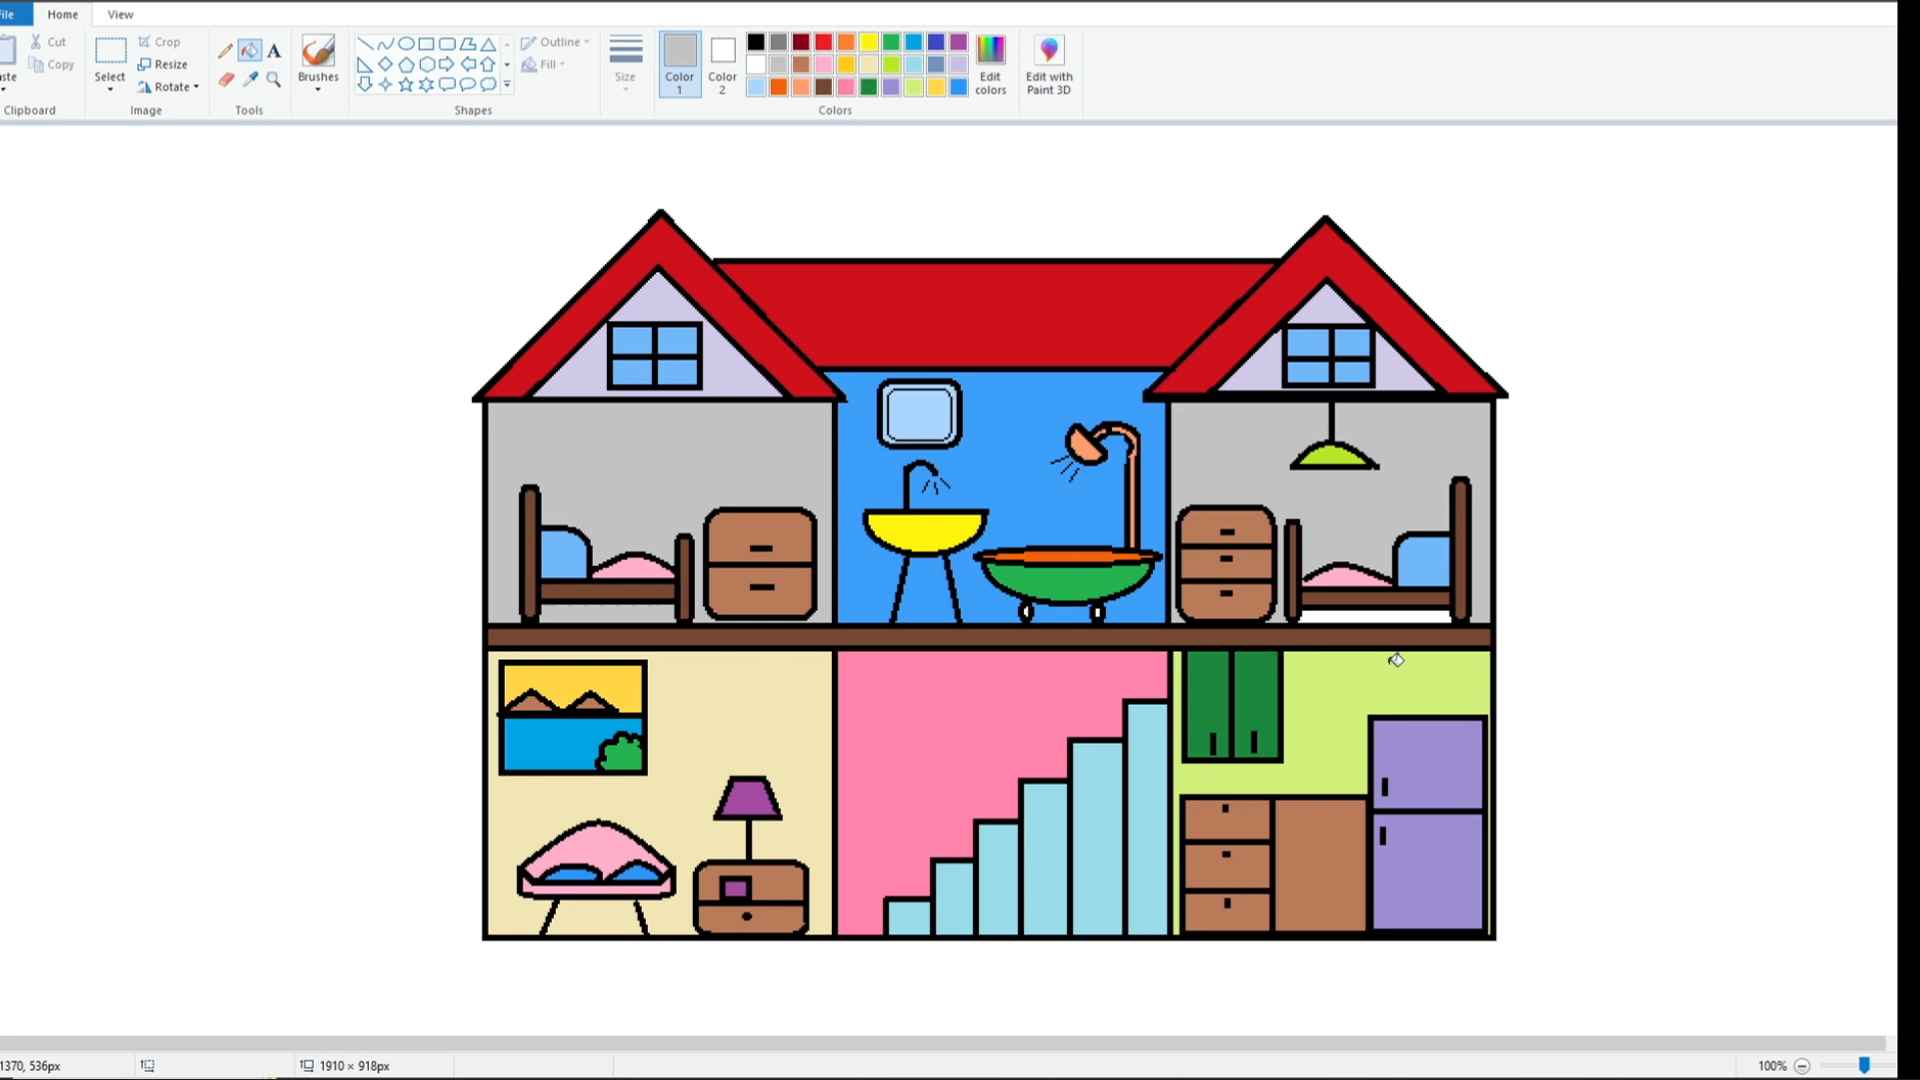 File Home View
Cut
Copy
Clipboard
Select
Crop
Resize
Rotate
Image
A
Tools
Brushes
Outline
Fill
Shapes
Size
Color
1
Color
2
Edit
colors
Colors
Edit with
Paint 3D
1370, 536px
1910 × 918px
100%